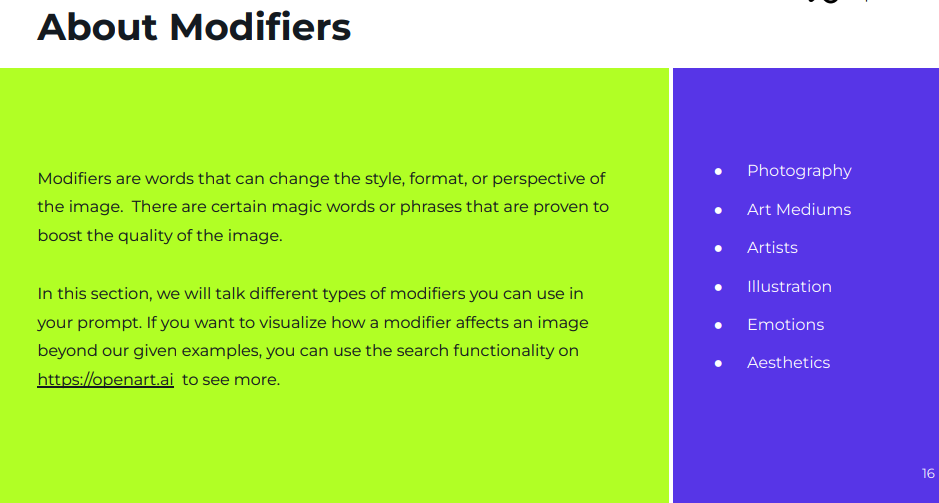 About Modifiers
Modifiers are words that can change the style, format, or perspective of
the image.  There are certain magic words or phrases that are proven to
boost the quality of the image.
In this section, we will talk different types of modifiers you can use in
your prompt. If you want to visualize how a modifier affects an image
beyond our given examples, you can use the search functionality on
https://openart.ai  to see more.
● Photography
● Art Mediums
● Artists
● Illustration
● Emotions
● Aesthetics
16